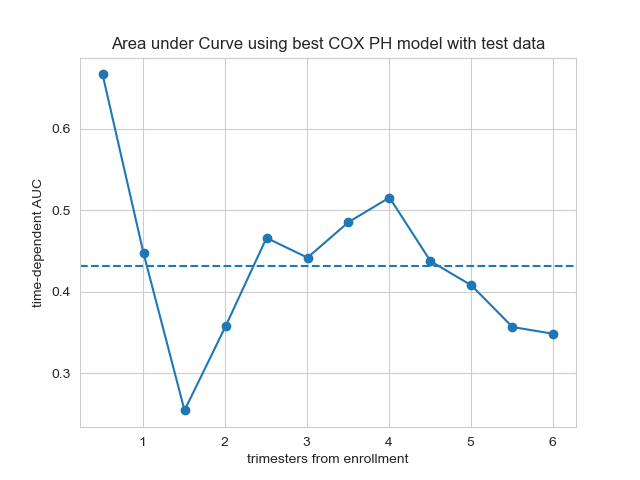 Area under Curve using best COX PH model with test data
time-dependent AUC
0.6
0.5
0.4
0.3
1 2 3 4 5 6
trimesters from enrollment